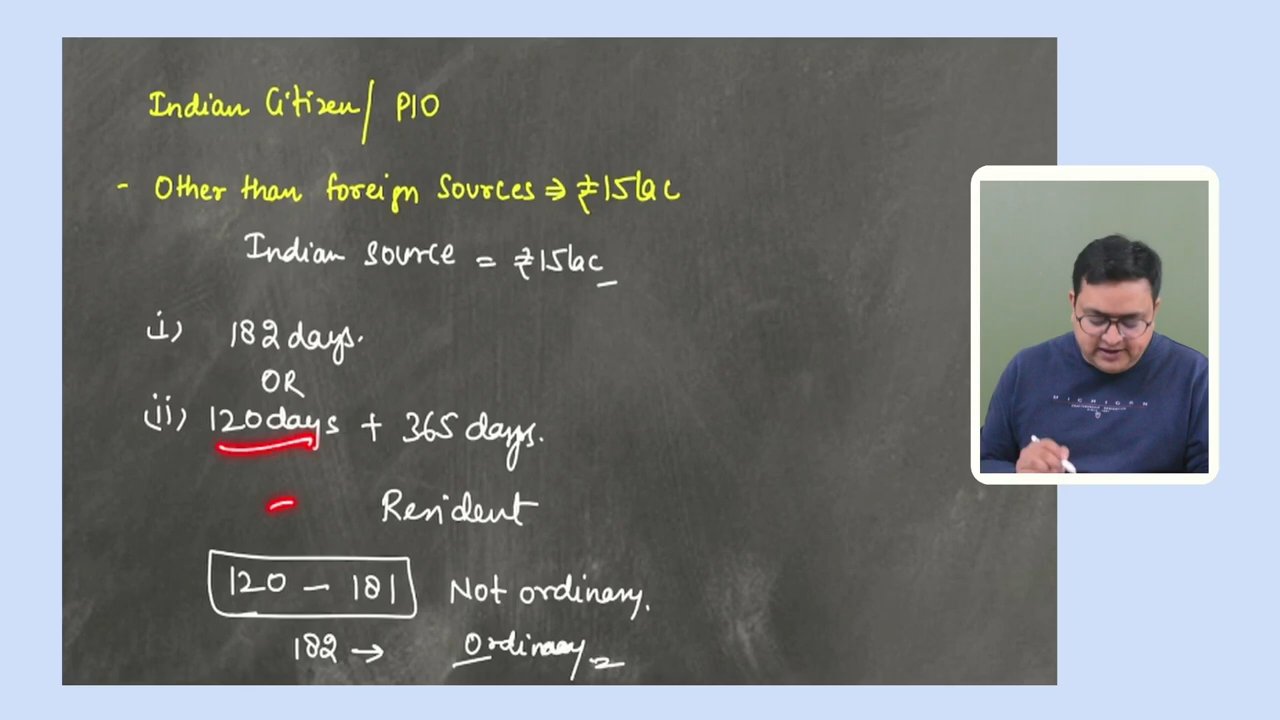 Indian Citizen/ PIO
- Other than foreign Sources ⇒ ₹15lac
Indian source = ₹15lac
i) 182 days.
OR
(ii) 120 days + 365 days.
- Resident
120 - 181 Not ordinary.
182 → Ordinary
MICHIGAN